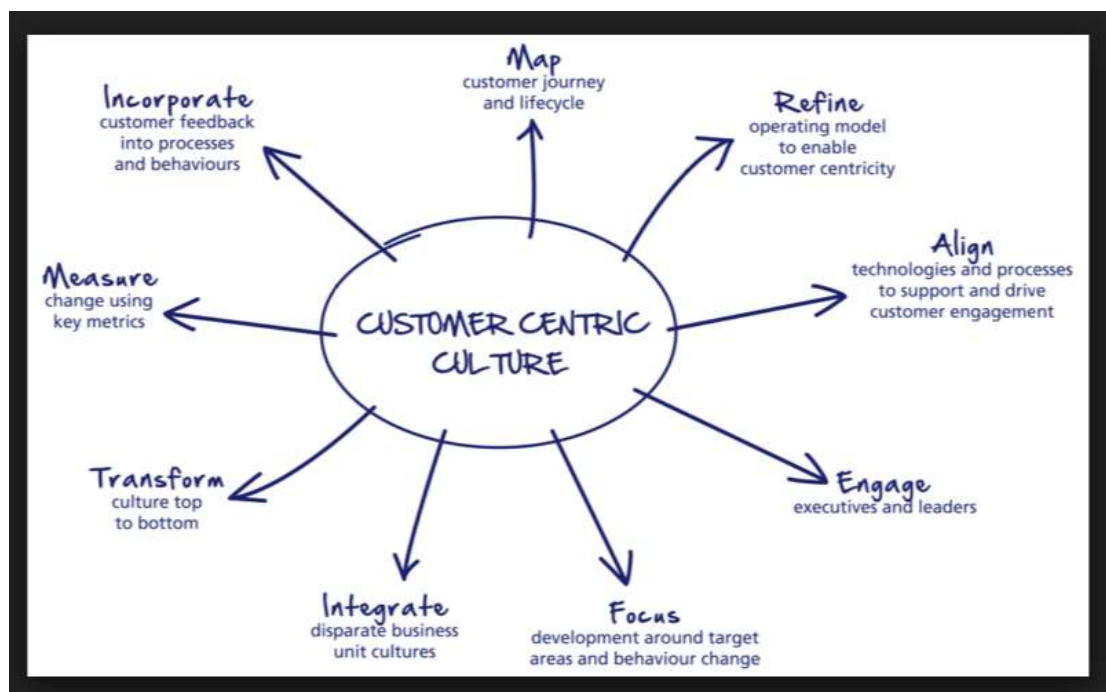 Map
customer journey
and lifecycle
Refine
operating model
to enable
customer centricity
Align
technologies and processes
to support and drive
customer engagement
Engage
executives and leaders
Focus
development around target
areas and behaviour change
Integrate
disparate business
unit cultures
Transform
culture top
to bottom
Measure
change using
key metrics
Incorporate
customer feedback
into processes
and behaviours
CUSTOMER CENTRIC
CULTURE